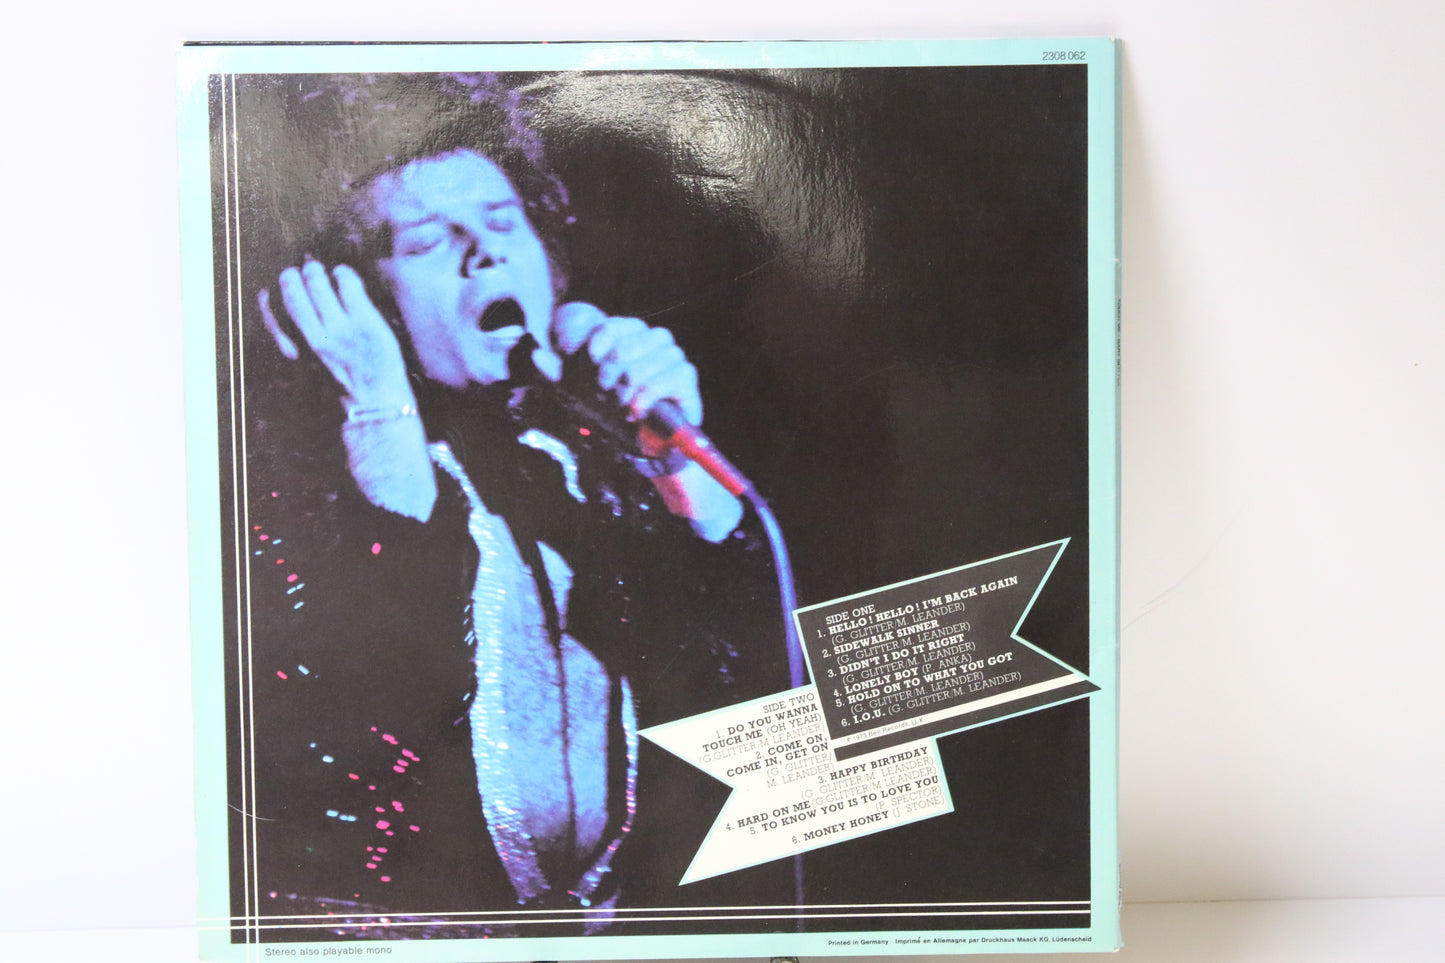 2308 062
SIDE ONE
1. HELLO! HELLO! I'M BACK AGAIN
(G. GLITTER/M. LEANDER)
2. SIDEWALK SINNER
(G. GLITTER/M. LEANDER)
3. DIDN'T I DO IT RIGHT
(G. GLITTER/M. LEANDER)
4. LONELY BOY (P. ANKA)
5. HOLD ON TO WHAT YOU GOT
(G. GLITTER/M. LEANDER)
6. I.O.U. (G. GLITTER/M. LEANDER)
℗ 1973 Bell Records, U.K.
SIDE TWO
1. DO YOU WANNA
TOUCH ME (OH YEAH)
(G. GLITTER/M. LEANDER)
2. COME ON,
COME IN, GET ON
(G. GLITTER/
M. LEANDER)
3. HAPPY BIRTHDAY
(G. GLITTER/M. LEANDER)
4. HARD ON ME (G. GLITTER/M. LEANDER)
5. TO KNOW YOU IS TO LOVE YOU
(P. SPECTOR)
6. MONEY HONEY (J. STONE)
Stereo also playable mono
Printed in Germany · Imprimé en Allemagne par Druckhaus Maack KG, Lüdenscheid